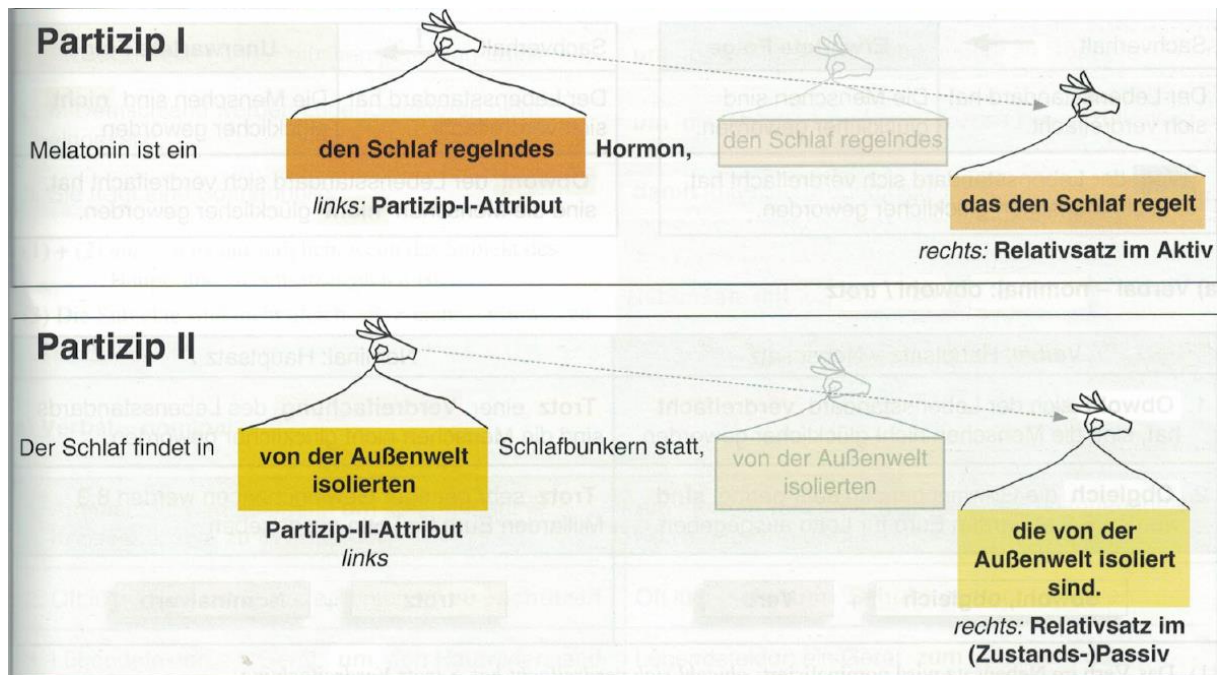 Partizip I
Melatonin ist ein
den Schlaf regelndes
Hormon,
den Schlaf regelndes
das den Schlaf regelt
links: Partizip-I-Attribut
rechts: Relativsatz im Aktiv
Partizip II
Der Schlaf findet in
von der Außenwelt
isolierten
Schlafbunkern statt,
von der Außenwelt
isolierten
die von der
Außenwelt isoliert
sind.
Partizip-I-Attribut
links
rechts: Relativsatz im
(Zustands-)Passiv